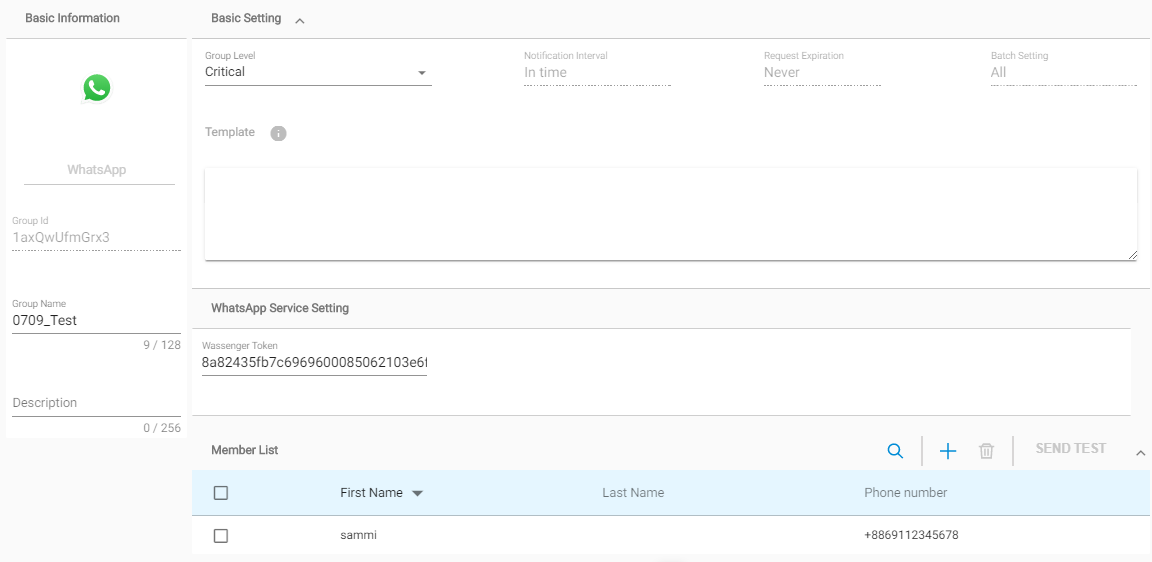 Basic Information
WhatsApp
Group Id
1axQwUfmGrx3
Group Name
0709_Test
9 / 128
Description
0 / 256
Basic Setting
Group Level
Critical
Notification Interval
In time
Request Expiration
Never
Batch Setting
All
Template
WhatsApp Service Setting
Wassenger Token
8a82435fb7c6969600085062103e6f
Member List
SEND TEST
First Name
Last Name
Phone number
sammi
+8869112345678